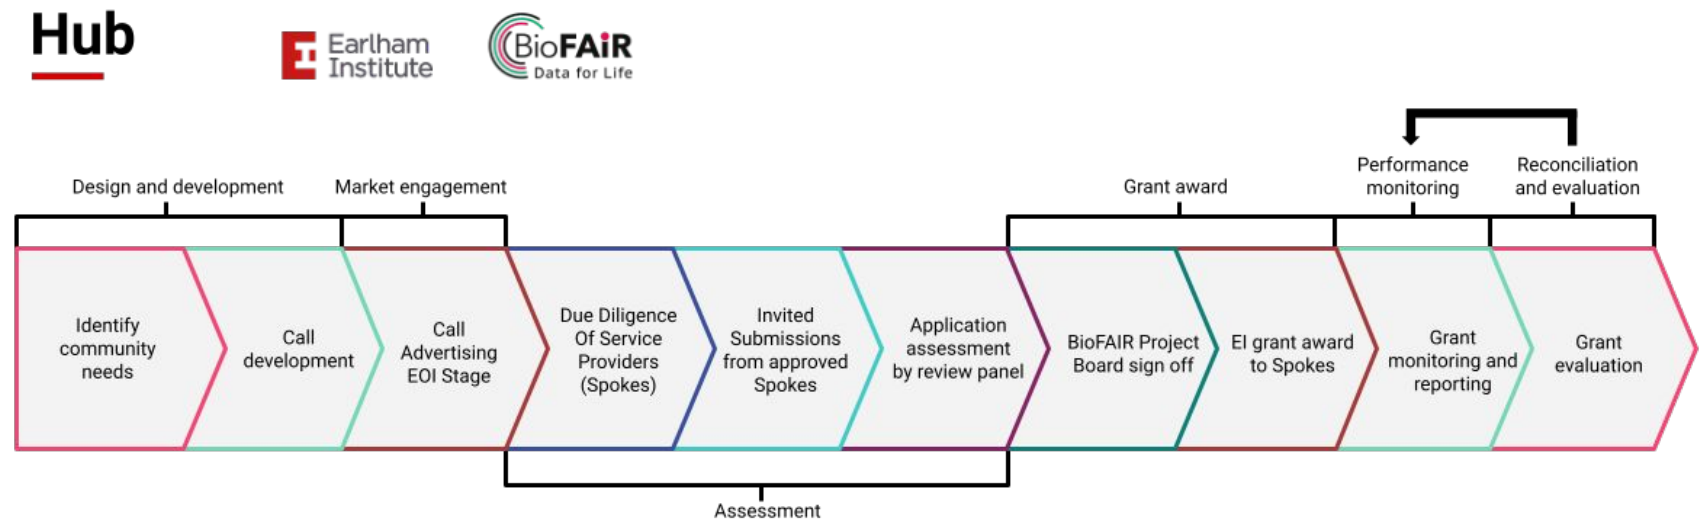 Hub
Earlham
Institute
BioFAiR
Data for Life
Design and development
Market engagement
Grant award
Performance
monitoring
Reconciliation
and evaluation
Identify
community
needs
Call
development
Call
Advertising
EOI Stage
Due Diligence
Of Service
Providers
(Spokes)
Invited
Submissions
from approved
Spokes
Application
assessment
by review panel
BioFAIR Project
Board sign off
EI grant award
to Spokes
Grant
monitoring and
reporting
Grant
evaluation
Assessment